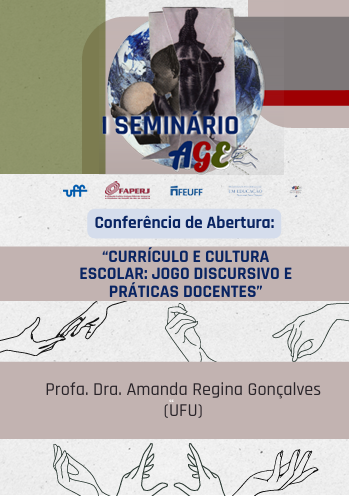 I SEMINÁRIO
AGE
uff
FAPERJ
FEUFF
Conferência de Abertura:
“CURRÍCULO E CULTURA
ESCOLAR: JOGO DISCURSIVO E
PRÁTICAS DOCENTES”
Profa. Dra. Amanda Regina Gonçalves
(UFU)